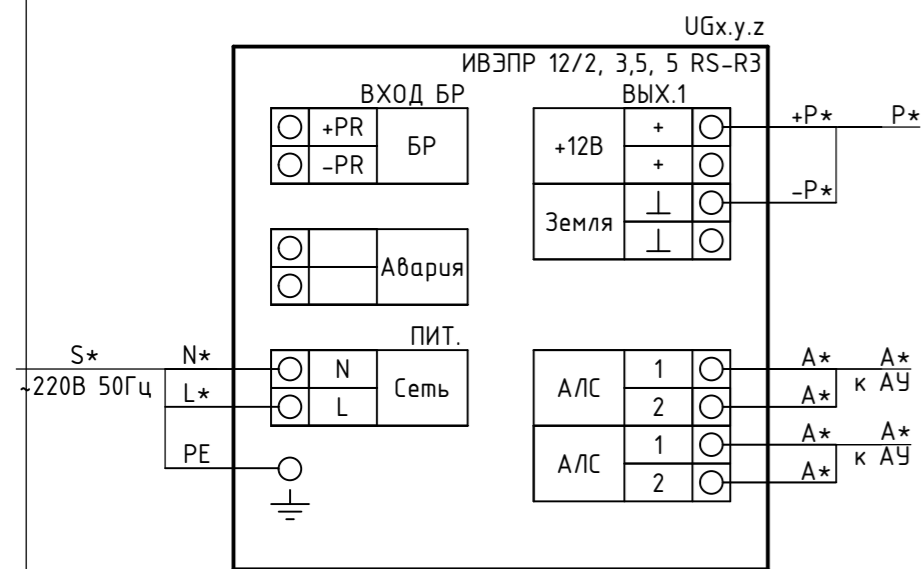 UGx.y.z
ИВЭПР 12/2, 3,5, 5 RS-R3
ВХОД БР
+PR
-PR
БР
Авария
ПИТ.
N
L
Сеть
S*
~220В 50Гц
N*
L*
PE
ВЫХ.1
+12В
+
+
Земля
⊥
⊥
+P*
P*
-P*
АЛС
1
2
АЛС
1
2
А*
А*
к АУ
А*
А*
А*
к АУ
А*